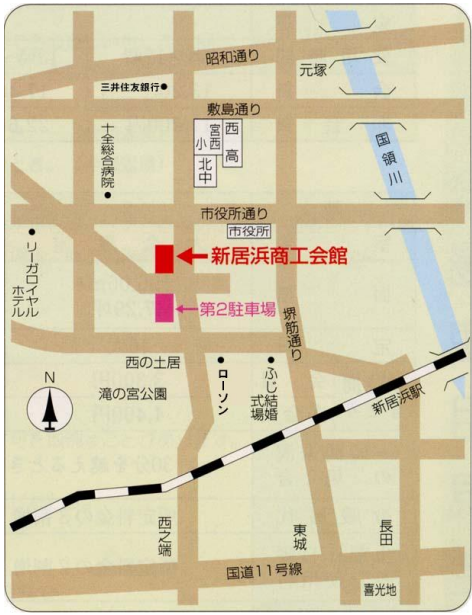 昭和通り
元塚
三井住友銀行
敷島通り
十全総合病院
宮西小
西高
北中
国領川
市役所通り
市役所
新居浜商工会館
リーガロイヤル
ホテル
第2駐車場
堺筋通り
西の土居
ローソン
ふじ結婚
式場
滝の宮公園
N
新居浜駅
西之端
東城
長田
国道11号線
喜光地